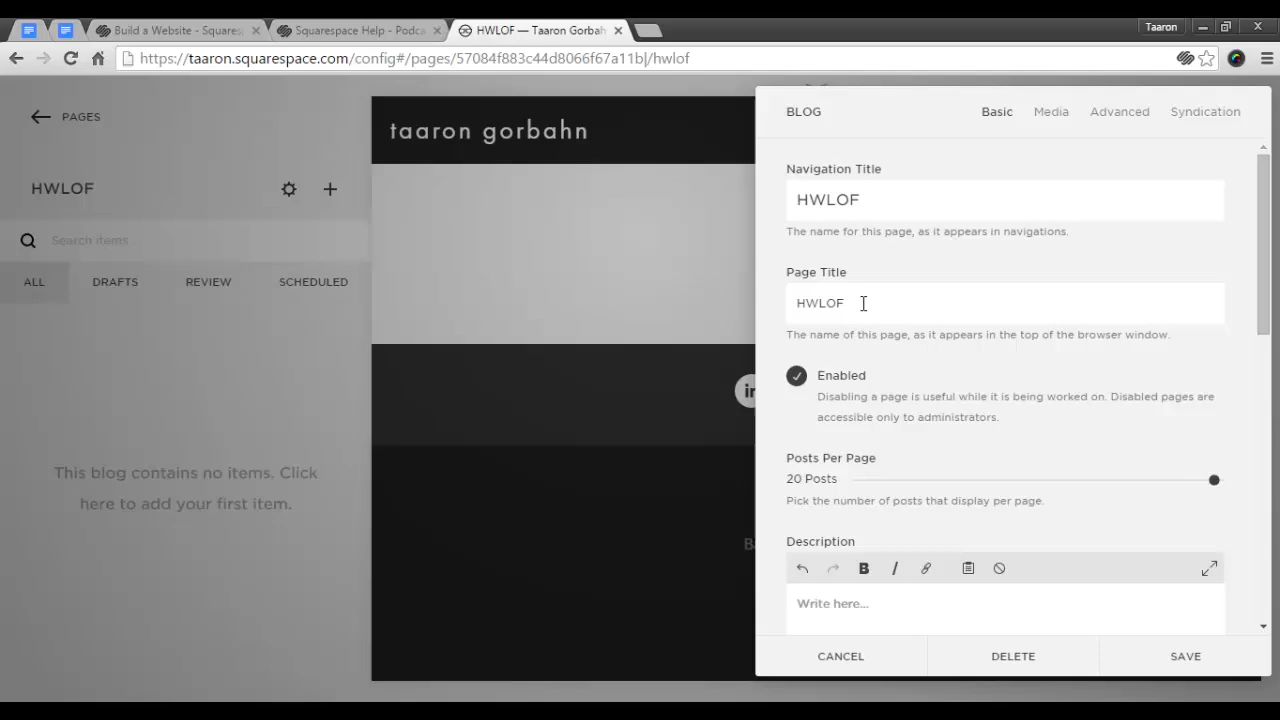 Build a Website - Squares
Squarespace Help - Podca
HWLOF — Taaron Gorbah
Taaron
https://taaron.squarespace.com/config#/pages/57084f883c44d8066f67a11b|/hwlof
PAGES
HWLOF
Search items
ALL
DRAFTS
REVIEW
SCHEDULED
This blog contains no items. Click
here to add your first item.
taaron gorbahn
in
BLOG
Basic
Media
Advanced
Syndication
Navigation Title
HWLOF
The name for this page, as it appears in navigations.
Page Title
HWLOF
The name of this page, as it appears in the top of the browser window.
Enabled
Disabling a page is useful while it is being worked on. Disabled pages are
accessible only to administrators.
Posts Per Page
20 Posts
Pick the number of posts that display per page.
Description
B
I
Write here...
CANCEL
DELETE
SAVE